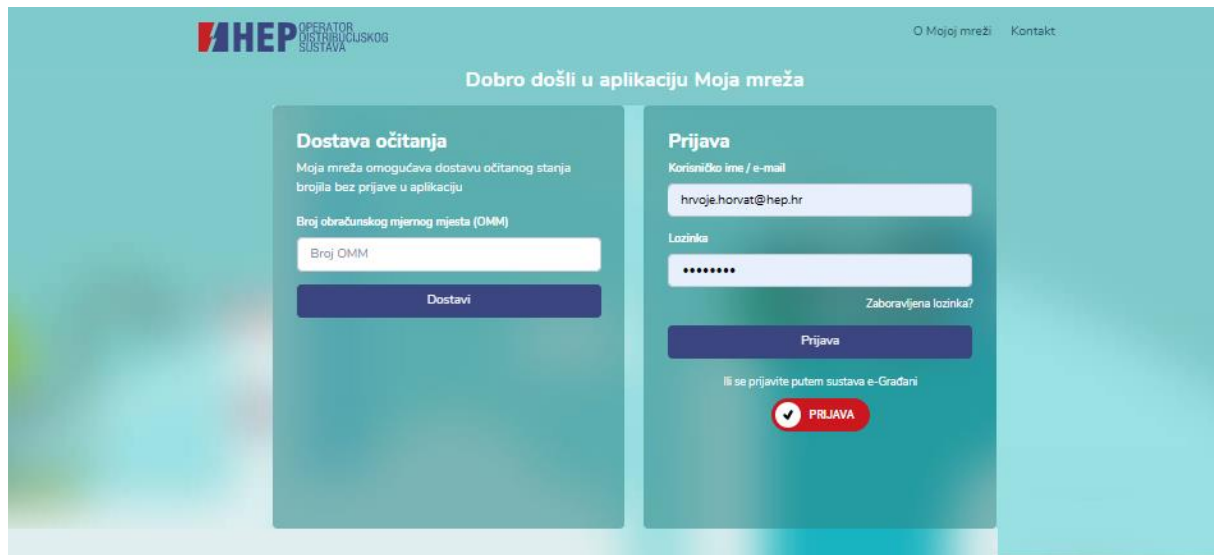 HEP OPERATOR
DISTRIBUCIJSKOG
SUSTAVA
O Mojoj mreži Kontakt
Dobro došli u aplikaciju Moja mreža
Dostava očitanja
Moja mreža omogućava dostavu očitanog stanja
brojila bez prijave u aplikaciju
Broj obračunskog mjernog mjesta (OMM)
Broj OMM
Dostavi
Prijava
Korisničko ime / e-mail
hrvoje.horvat@hep.hr
Lozinka
••••••••
Zaboravljena lozinka?
Prijava
Ili se prijavite putem sustava e-Građani
PRIJAVA